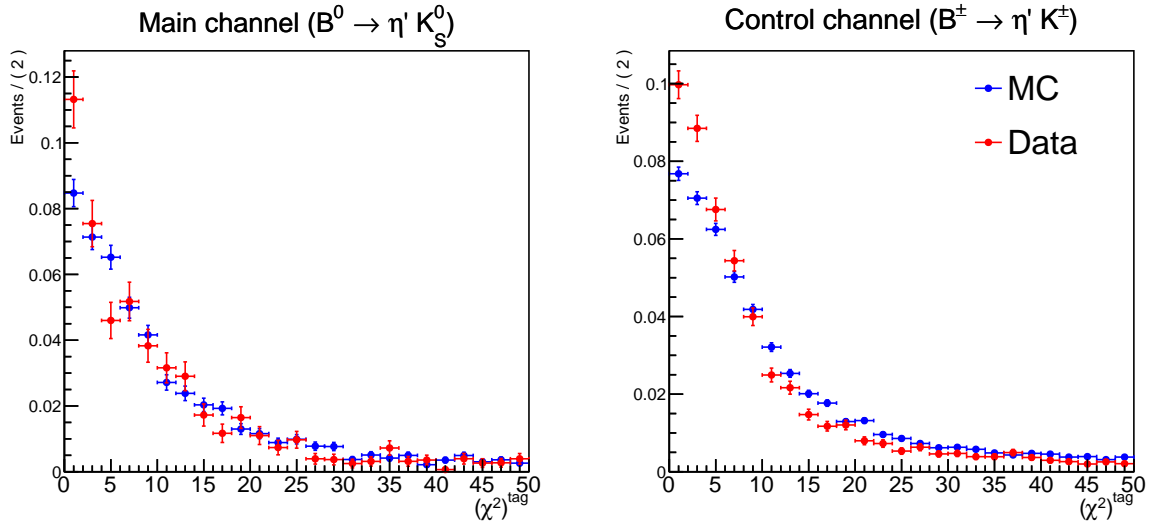 Main channel (B⁰ → η' K⁰_S)
Events / ( 2 )
0.12
0.1
0.08
0.06
0.04
0.02
0
0 5 10 15 20 25 30 35 40 45 50
(χ²)^tag
Control channel (B^± → η' K^±)
Events / ( 2 )
0.1
0.08
0.06
0.04
0.02
0
MC
Data
0 5 10 15 20 25 30 35 40 45 50
(χ²)^tag